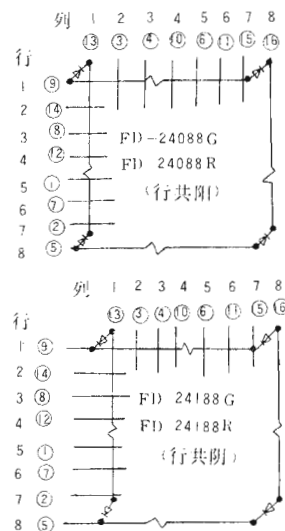 列 1 2 3 4 5 6 7 8
⑬ ③ ④ ⑩ ⑥ ⑪ ⑮ ⑯
行
1 ⑨
2 ⑭
3 ⑧
4 ⑫
5 ①
6 ⑦
7 ②
8 ⑤
FD-24088G
FD 24088R
(行共阴)
列 1 2 3 4 5 6 7 8
⑬ ③ ④ ⑩ ⑥ ⑪ ⑮ ⑯
行
1 ⑨
2 ⑭
3 ⑧
4 ⑫
5 ①
6 ⑦
7 ②
8 ⑤
FD 24188G
FD 24188R
(行共阴)